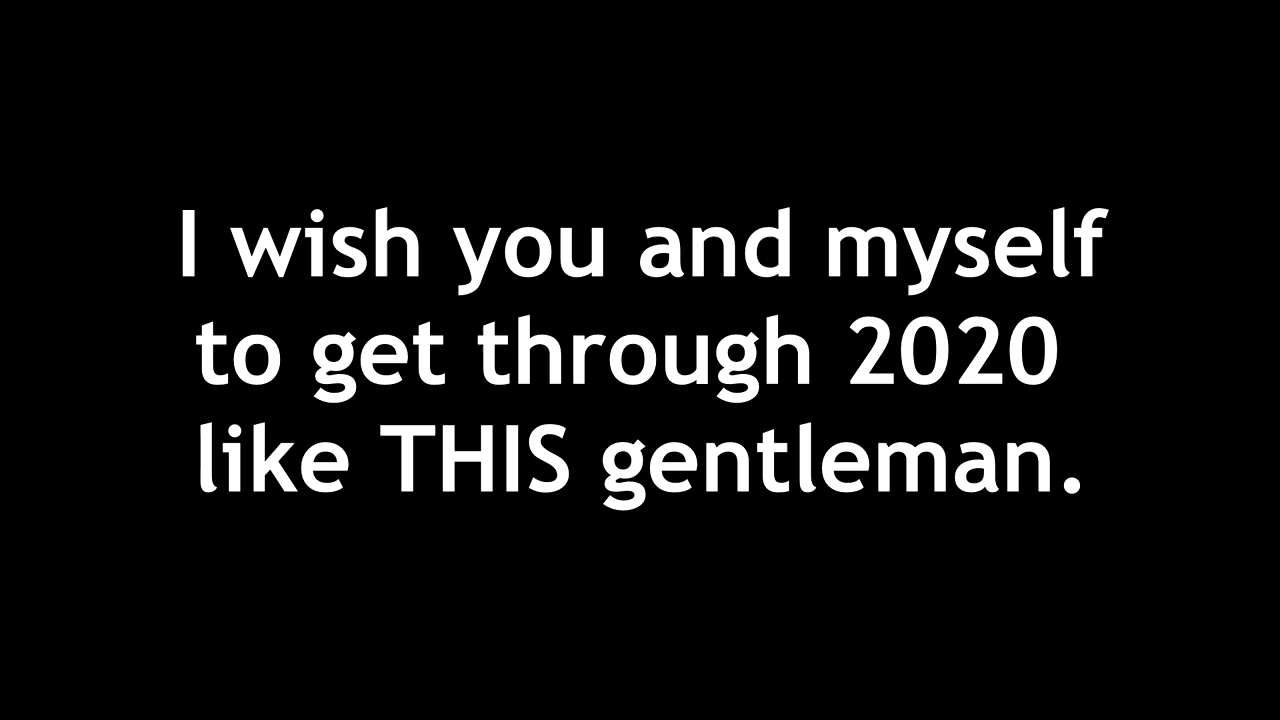 I wish you and myself
to get through 2020
like THIS gentleman.